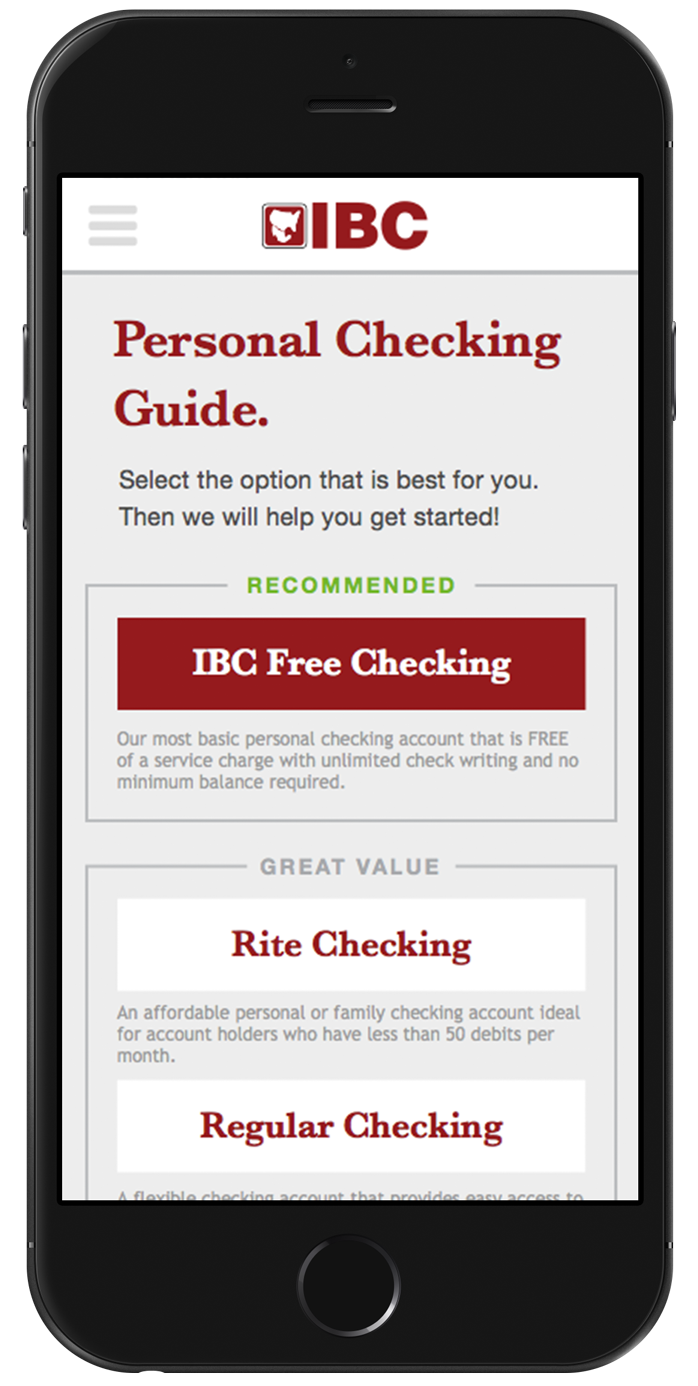 IBC
Personal Checking
Guide.
Select the option that is best for you.
Then we will help you get started!
RECOMMENDED
IBC Free Checking
Our most basic personal checking account that is FREE
of a service charge with unlimited check writing and no
minimum balance required.
GREAT VALUE
Rite Checking
An affordable personal or family checking account ideal
for account holders who have less than 50 debits per
month.
Regular Checking
A flexible checking account that provides easy access to